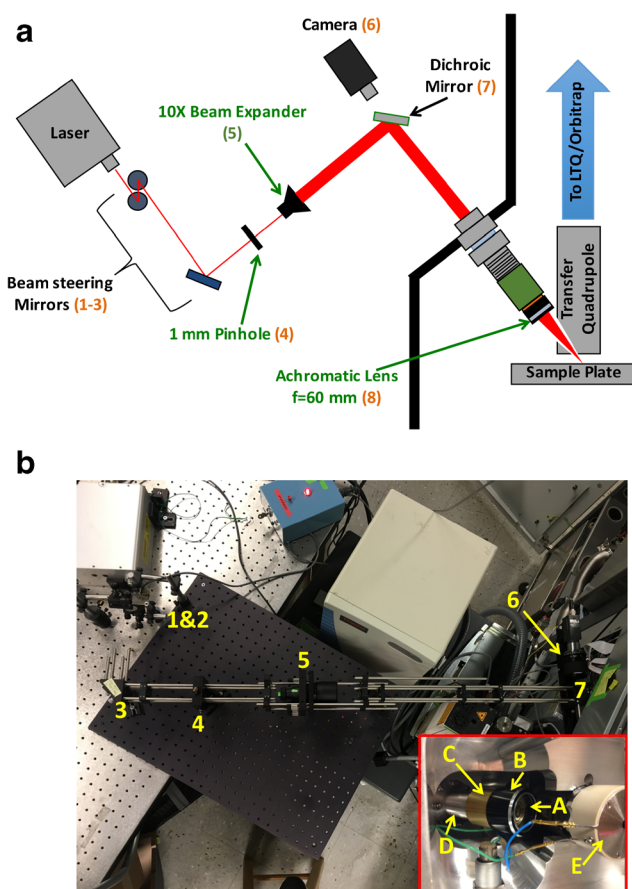 a
Camera (6)
Dichroic
Mirror (7)
Laser
10X Beam Expander
(5)
To LTQ/Orbitrap
Beam steering
Mirrors (1-3)
1 mm Pinhole (4)
Transfer
Quadrupole
Sample Plate
Achromatic Lens
f=60 mm (8)
b
1&2
3
4
5
6
7
A
B
C
D
E